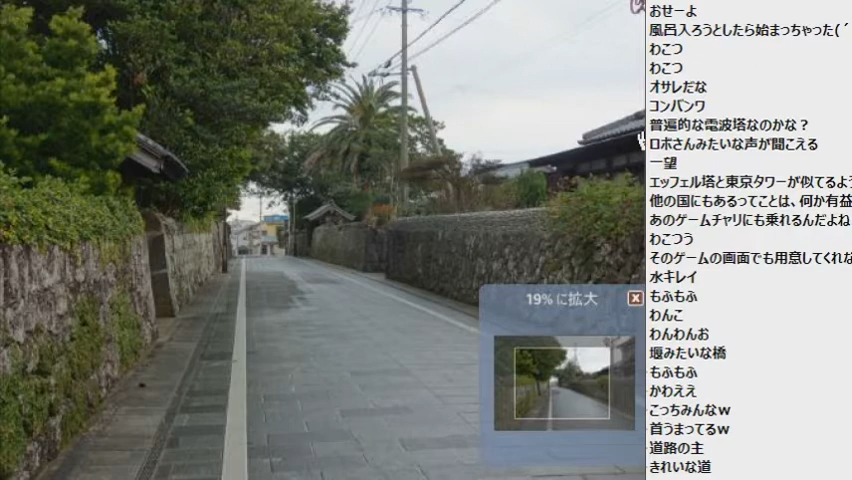 19% に拡大
おせーよ
風呂入ろうとしたら始まっちゃった(´
わこつ
わこつ
オサレだな
コンバンワ
普遍的な電波塔なのかな?
ロホさんみたいな声が聞こえる
一望
エッフェル塔と東京タワーが似てるよう
他の国にもあるってことは、何か有益
あのゲームチャリにも乗れるんだよね
わこつう
そのゲームの画面でも用意してくれな
水キレイ
もふもふ
わんこ
わんわんお
堰みたいな橋
もふもふ
かわええ
こっちみんなw
首うまってるw
道路の主
きれいな道